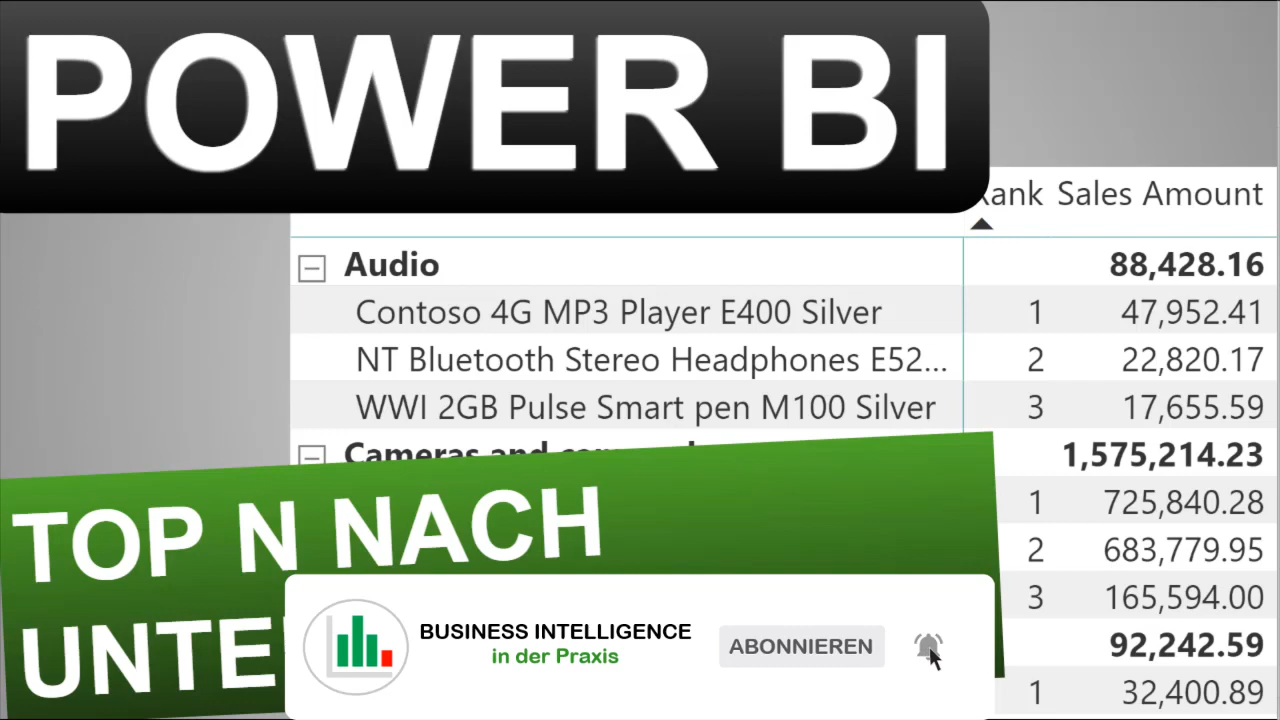 POWER BI
Rank Sales Amount
Audio 88,428.16
Contoso 4G MP3 Player E400 Silver 1 47,952.41
NT Bluetooth Stereo Headphones E52... 2 22,820.17
WWI 2GB Pulse Smart pen M100 Silver 3 17,655.59
Cameras and 1,575,214.23
1 725,840.28
2 683,779.95
3 165,594.00
92,242.59
1 32,400.89
TOP N NACH
UNTE
BUSINESS INTELLIGENCE
in der Praxis
ABONNIEREN